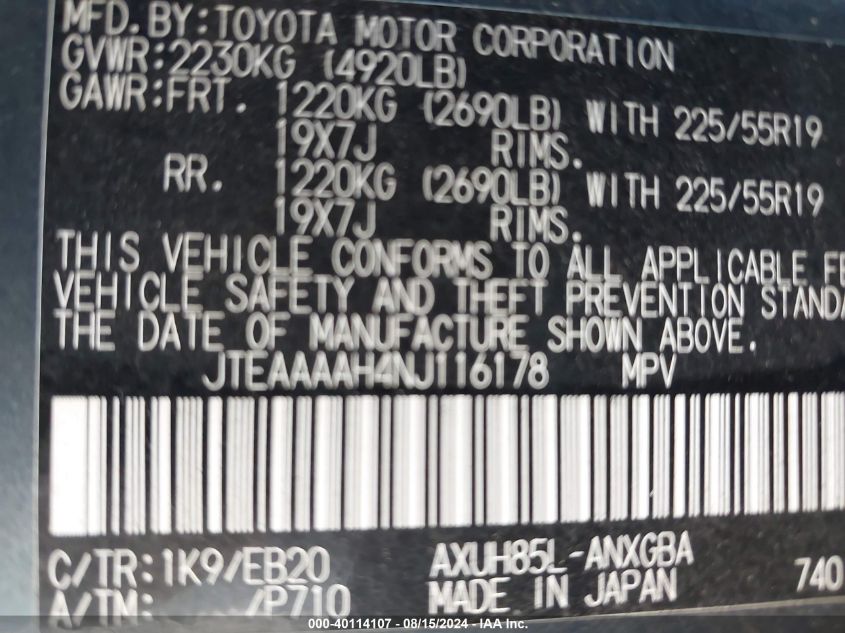 MFD. BY: TOYOTA MOTOR CORPORATION
GVWR: 2230KG (4920LB)
GAWR: FRT. 1220KG (2690LB) WITH 225/55R19
19X7J RIMS.
RR. 1220KG (2690LB) WITH 225/55R19
19X7J RIMS.
THIS VEHICLE CONFORMS TO ALL APPLICABLE FE
VEHICLE SAFETY AND THEFT PREVENTION STANDA
THE DATE OF MANUFACTURE SHOWN ABOVE.
JTEAAAAH4NJ116178 MPV
C/TR: 1K9/EB20 AXUH85L-ANXGBA
A/TM: /P710 MADE IN JAPAN 740
000-40114107 - 08/15/2024 - IAA Inc.